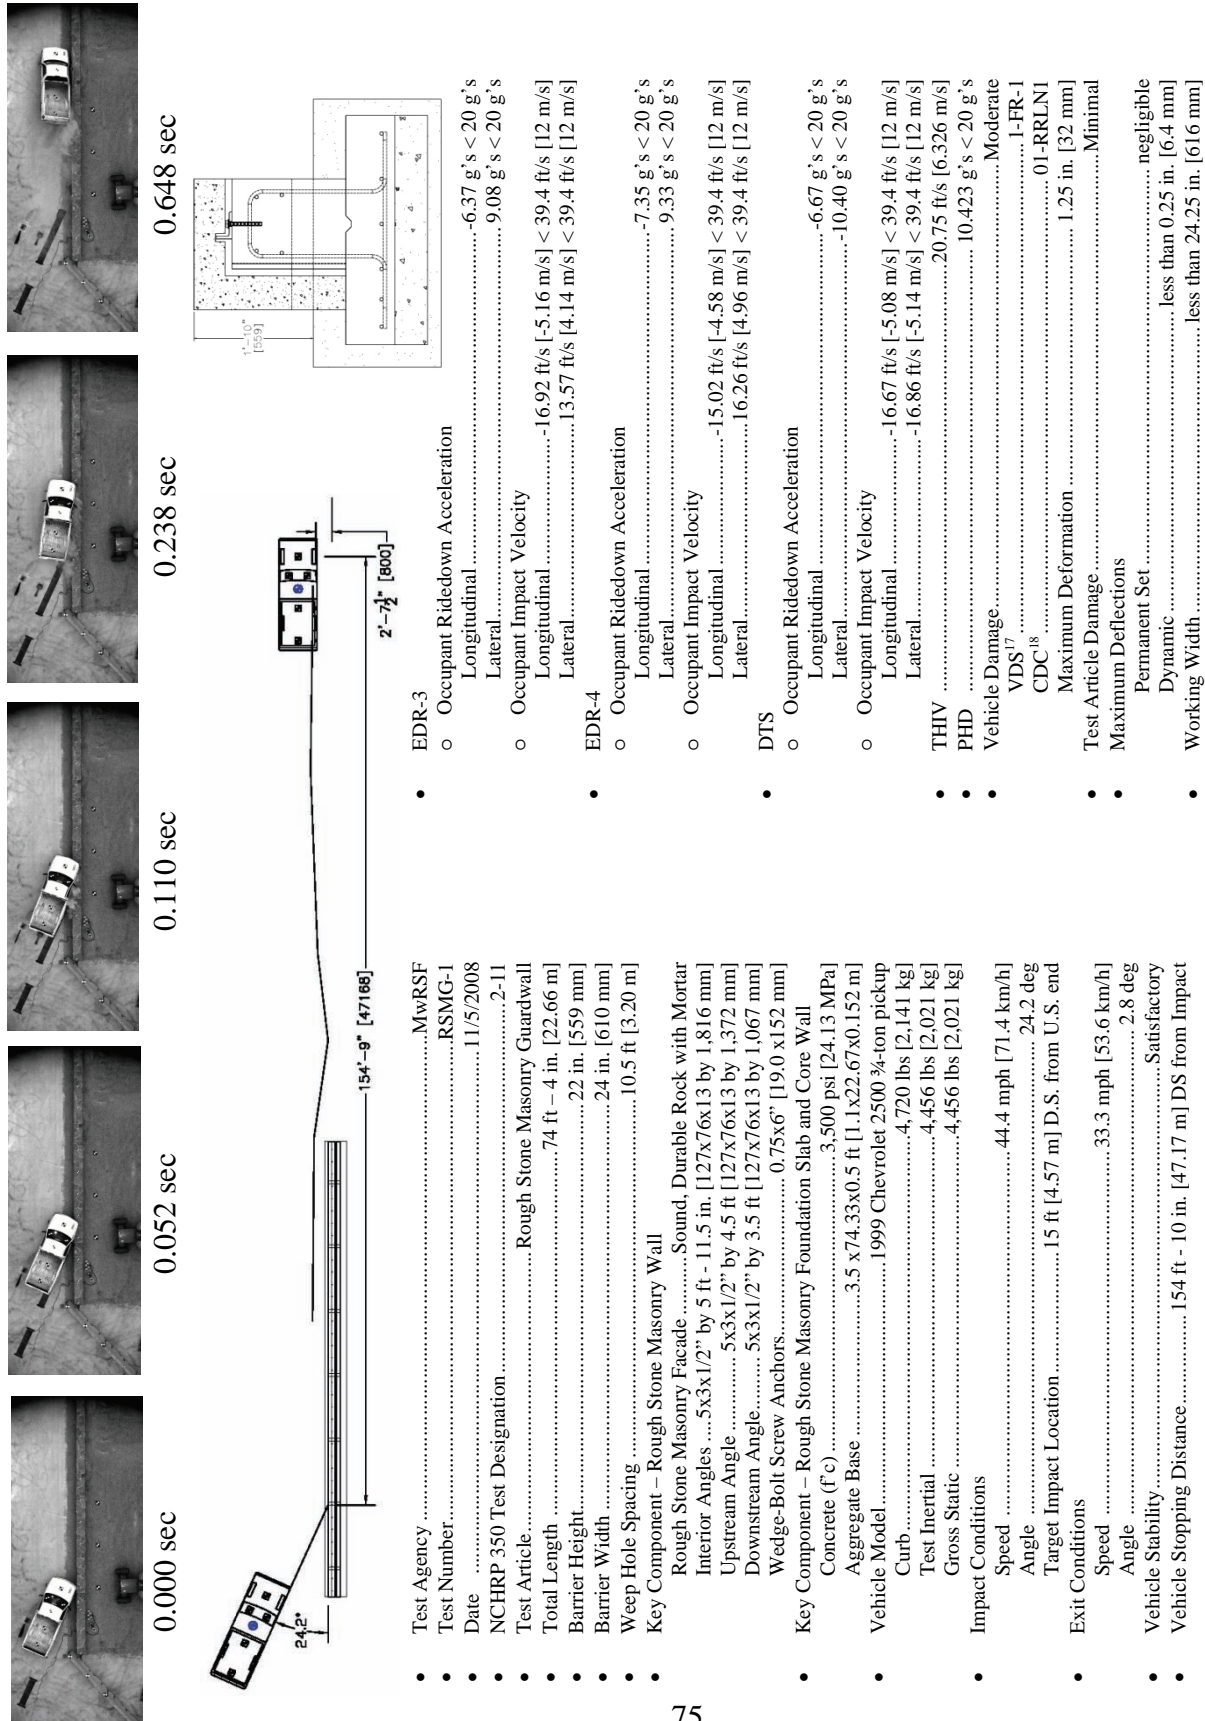 0.000 sec
0.052 sec
0.110 sec
0.238 sec
0.648 sec
24.2°
154'-9" [47168]
2'-7½" [800]
1'-10"
[559]
• Test Agency ..... MwRSF
• Test Number ..... RSMG-1
• Date ..... 11/5/2008
• NCHRP 350 Test Designation ..... 2-11
• Test Article ..... Rough Stone Masonry Guardwall
• Total Length ..... 74 ft – 4 in. [22.66 m]
• Barrier Height ..... 22 in. [559 mm]
• Barrier Width ..... 24 in. [610 mm]
• Weep Hole Spacing ..... 10.5 ft [3.20 m]
• Key Component – Rough Stone Masonry Wall
Rough Stone Masonry Facade ..... Sound, Durable Rock with Mortar
Interior Angles ....5x3x1/2” by 5 ft - 11.5 in. [127x76x13 by 1,816 mm]
Upstream Angle ..... 5x3x1/2” by 4.5 ft [127x76x13 by 1,372 mm]
Downstream Angle ..... 5x3x1/2” by 3.5 ft [127x76x13 by 1,067 mm]
Wedge-Bolt Screw Anchors ..... 0.75x6” [19.0 x152 mm]
• Key Component – Rough Stone Masonry Foundation Slab and Core Wall
Concrete (f’c) ..... 3,500 psi [24.13 MPa]
Aggregate Base ..... 3.5 x74.33x0.5 ft [1.1x22.67x0.152 m]
• Vehicle Model ..... 1999 Chevrolet 2500 ¾-ton pickup
Curb ..... 4,720 lbs [2,141 kg]
Test Inertial ..... 4,456 lbs [2,021 kg]
Gross Static ..... 4,456 lbs [2,021 kg]
• Impact Conditions
Speed ..... 44.4 mph [71.4 km/h]
Angle ..... 24.2 deg
Target Impact Location ..... 15 ft [4.57 m] D.S. from U.S. end
• Exit Conditions
Speed ..... 33.3 mph [53.6 km/h]
Angle ..... 2.8 deg
• Vehicle Stability ..... Satisfactory
• Vehicle Stopping Distance ..... 154 ft - 10 in. [47.17 m] DS from Impact
• EDR-3
o Occupant Ridedown Acceleration
Longitudinal ..... -6.37 g’s < 20 g’s
Lateral ..... 9.08 g’s < 20 g’s
o Occupant Impact Velocity
Longitudinal ..... -16.92 ft/s [-5.16 m/s] < 39.4 ft/s [12 m/s]
Lateral ..... 13.57 ft/s [4.14 m/s] < 39.4 ft/s [12 m/s]
• EDR-4
o Occupant Ridedown Acceleration
Longitudinal ..... -7.35 g’s < 20 g’s
Lateral ..... 9.33 g’s < 20 g’s
o Occupant Impact Velocity
Longitudinal ..... -15.02 ft/s [-4.58 m/s] < 39.4 ft/s [12 m/s]
Lateral ..... 16.26 ft/s [4.96 m/s] < 39.4 ft/s [12 m/s]
• DTS
o Occupant Ridedown Acceleration
Longitudinal ..... -6.67 g’s < 20 g’s
Lateral ..... -10.40 g’s < 20 g’s
o Occupant Impact Velocity
Longitudinal ..... -16.67 ft/s [-5.08 m/s] < 39.4 ft/s [12 m/s]
Lateral ..... -16.86 ft/s [-5.14 m/s] < 39.4 ft/s [12 m/s]
• THIV ..... 20.75 ft/s [6.326 m/s]
• PHD ..... 10.423 g’s < 20 g’s
• Vehicle Damage ..... Moderate
VDS17 ..... 1-FR-1
CDC18 ..... 01-RRLN1
Maximum Deformation ..... 1.25 in. [32 mm]
• Test Article Damage ..... Minimal
• Maximum Deflections
Permanent Set ..... negligible
Dynamic ..... less than 0.25 in. [6.4 mm]
• Working Width ..... less than 24.25 in. [616 mm]
75